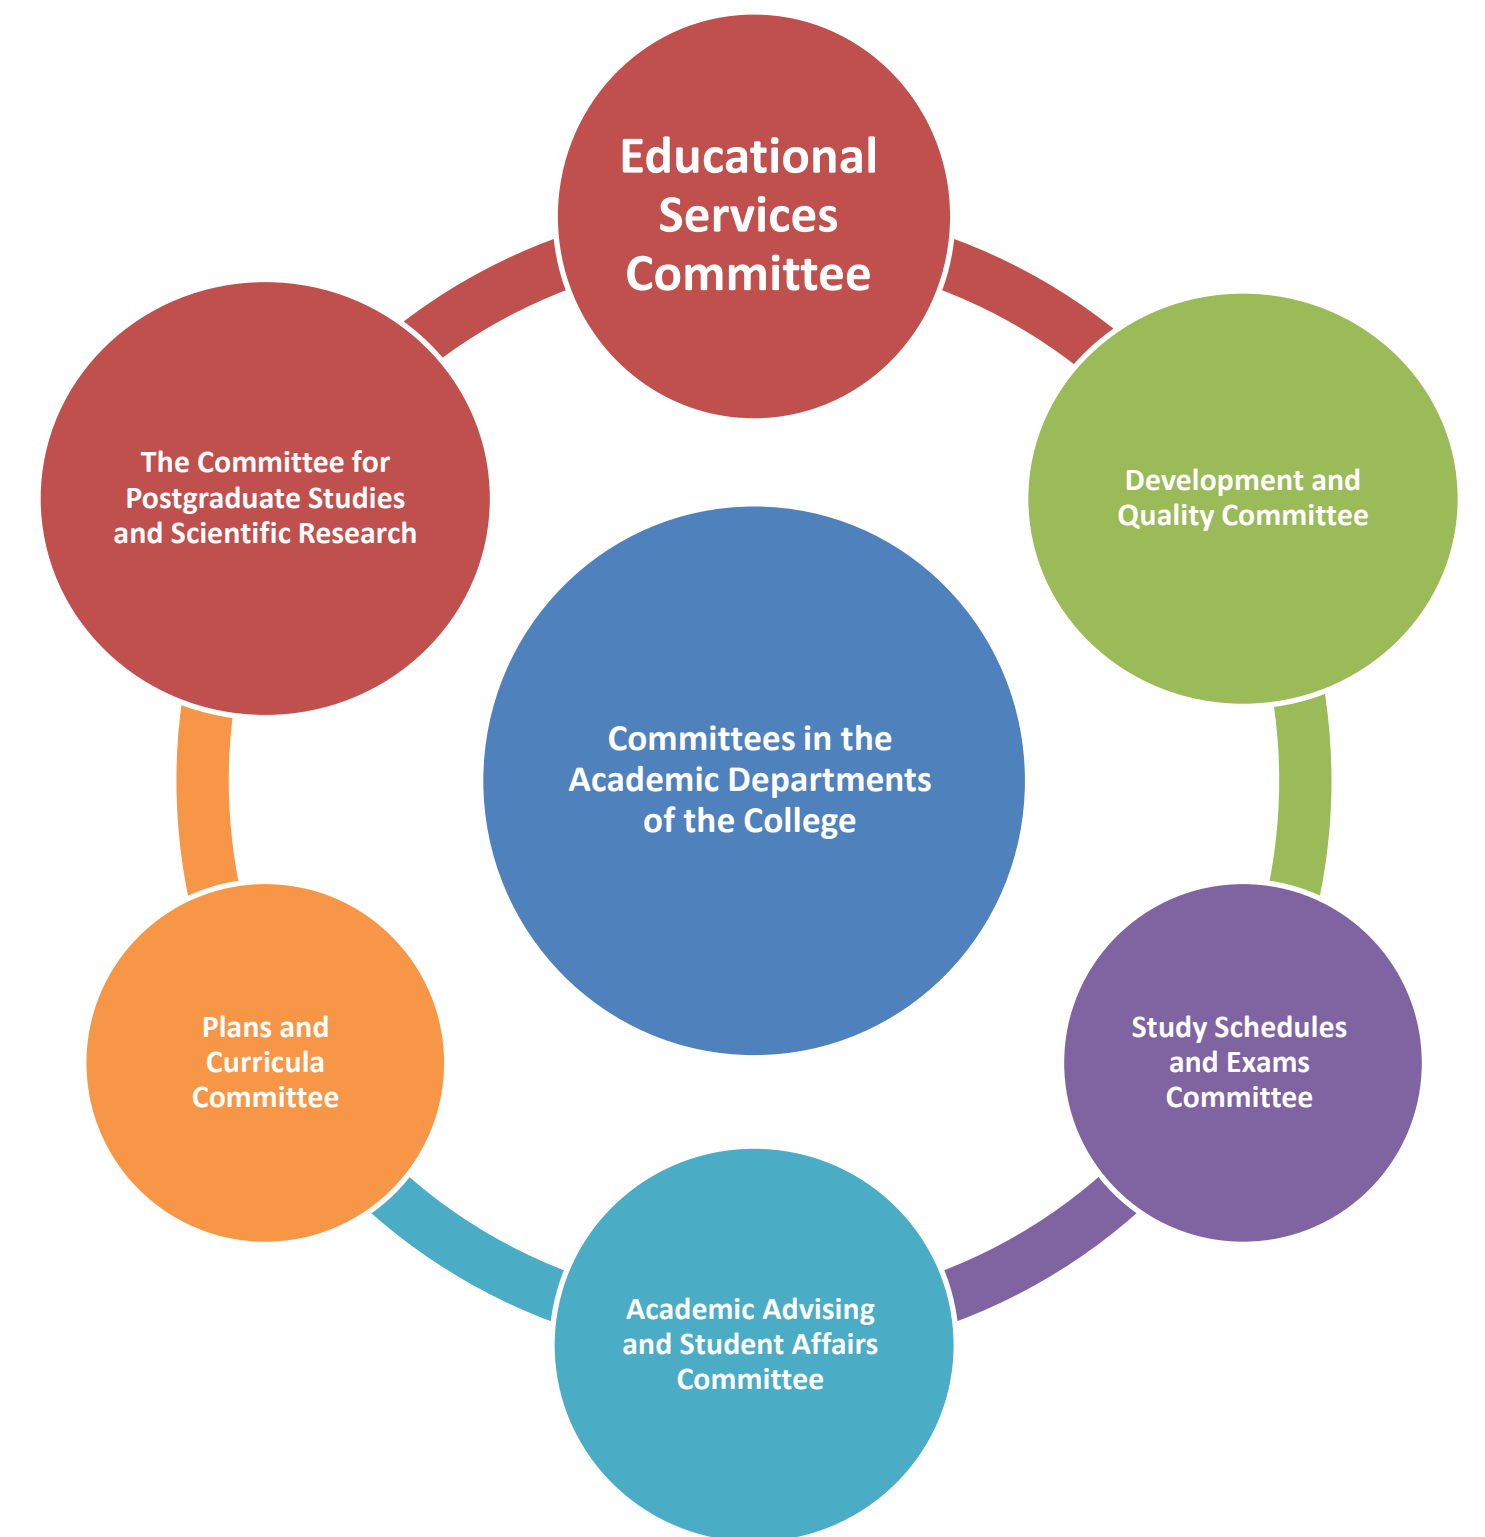 Educational
Services
Committee
The Committee for
Postgraduate Studies
and Scientific Research
Development and
Quality Committee
Committees in the
Academic Departments
of the College
Plans and
Curricula
Committee
Study Schedules
and Exams
Committee
Academic Advising
and Student Affairs
Committee